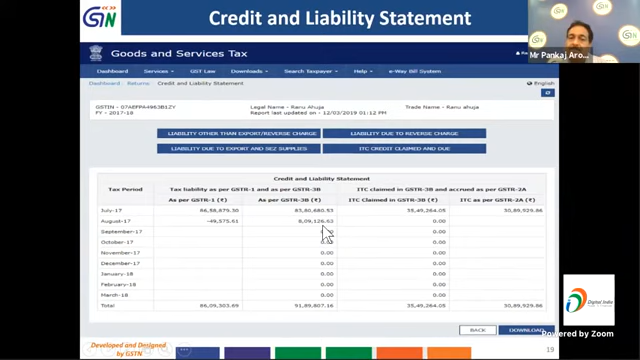 GSTN
Credit and Liability Statement
Mr Pankaj Aro...
Goods and Services Tax
Dashboard Services GST Law Downloads Search Taxpayer Help e-Way Bill System
Dashboard Returns Credit and Liability Statement English
GSTIN - 07AEFPA4963B1ZY Legal Name - Ranu Ahuja Trade Name - Ranu ahuja
FY - 2017-18 Report last updated on - 12/03/2019 01:12 PM
LIABILITY OTHER THAN EXPORT/REVERSE CHARGE LIABILITY DUE TO REVERSE CHARGE
LIABILITY DUE TO EXPORT AND SEZ SUPPLIES ITC CREDIT CLAIMED AND DUE
Credit and Liability Statement
Tax Period Tax liability as per GSTR-1 and as per GSTR-3B ITC claimed in GSTR-3B and accrued as per GSTR-2A
As per GSTR-1 (₹) As per GSTR-3B (₹) ITC Claimed in GSTR-3B (₹) ITC as per GSTR-2A (₹)
July-17 86,58,879.30 83,80,680.53 35,49,264.05 30,89,929.86
August-17 -49,575.61 8,09,126.63 0.00
September-17 0.00
October-17 0.00 0.00
November-17 0.00 0.00
December-17 0.00 0.00
January-18 0.00 0.00
February-18 0.00 0.00
March-18 0.00 0.00
Total 86,09,303.69 91,89,807.16 35,49,264.05 30,89,929.86
BACK DOWNLOAD
Digital India
Powered by Zoom
Developed and Designed
by GSTN
19